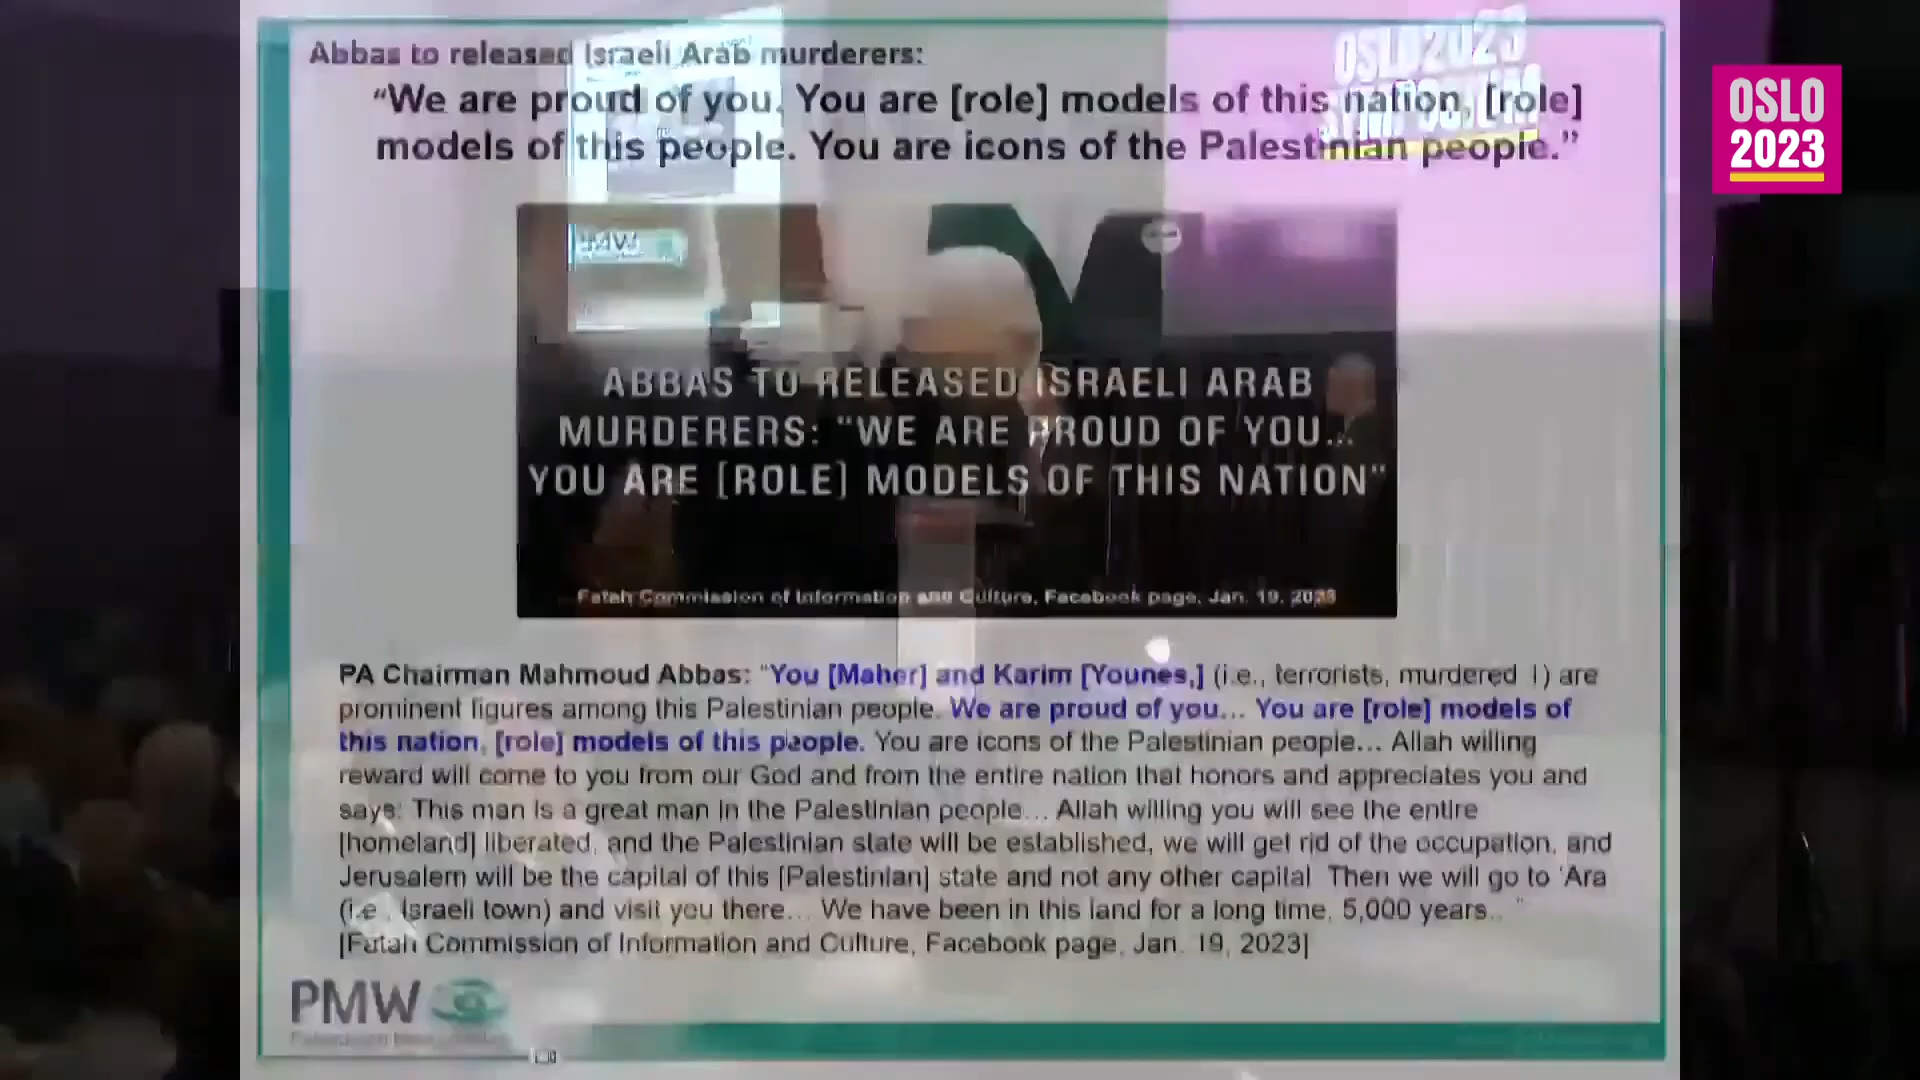 Abbas to released Israeli Arab murderers:
“We are proud of you. You are [role] models of this nation, [role]
models of this people. You are icons of the Palestinian people.”
OSLO2023
SYMPOSIUM
OSLO
2023
PMW
ABBAS TO RELEASED ISRAELI ARAB
MURDERERS: “WE ARE PROUD OF YOU...
YOU ARE [ROLE] MODELS OF THIS NATION”
Fatah Commission of Information and Culture, Facebook page, Jan. 19, 2023
PA Chairman Mahmoud Abbas: “You [Maher] and Karim [Younes,] (i.e., terrorists, murdered 1) are
prominent figures among this Palestinian people. We are proud of you... You are [role] models of
this nation, [role] models of this people. You are icons of the Palestinian people... Allah willing
reward will come to you from our God and from the entire nation that honors and appreciates you and
says: This man is a great man in the Palestinian people... Allah willing you will see the entire
[homeland] liberated, and the Palestinian state will be established, we will get rid of the occupation, and
Jerusalem will be the capital of this [Palestinian] state and not any other capital. Then we will go to ‘Ara
(i.e., Israeli town) and visit you there... We have been in this land for a long time, 5,000 years...”
[Fatah Commission of Information and Culture, Facebook page, Jan. 19, 2023]
PMW